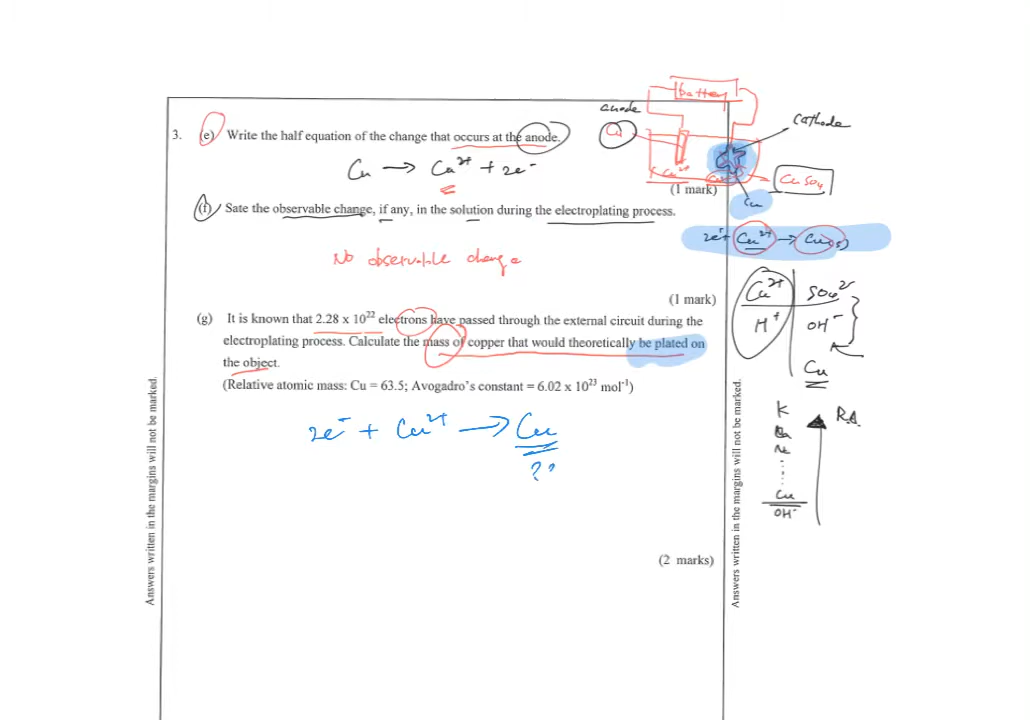 battery
anode
cathode
3. (e) Write the half equation of the change that occurs at the anode.
Cu
Cu → Cu²⁺ + 2e⁻
Cu²⁺
Cu²⁺
CuSO₄
(1 mark)
Cu
(f) Sate the observable change, if any, in the solution during the electroplating process.
2e⁻ + Cu²⁺ → Cu(s)
No observable change
Cu²⁺ SO₄²⁻
(1 mark)
H⁺ OH⁻
(g) It is known that 2.28 x 10²² electrons have passed through the external circuit during the
electroplating process. Calculate the mass of copper that would theoretically be plated on
the object.
Cu
(Relative atomic mass: Cu = 63.5; Avogadro's constant = 6.02 x 10²³ mol⁻¹)
2e⁻ + Cu²⁺ → Cu
??
K
R.A.
Cu
OH⁻
(2 marks)
Answers written in the margins will not be marked.
Answers written in the margins will not be marked.